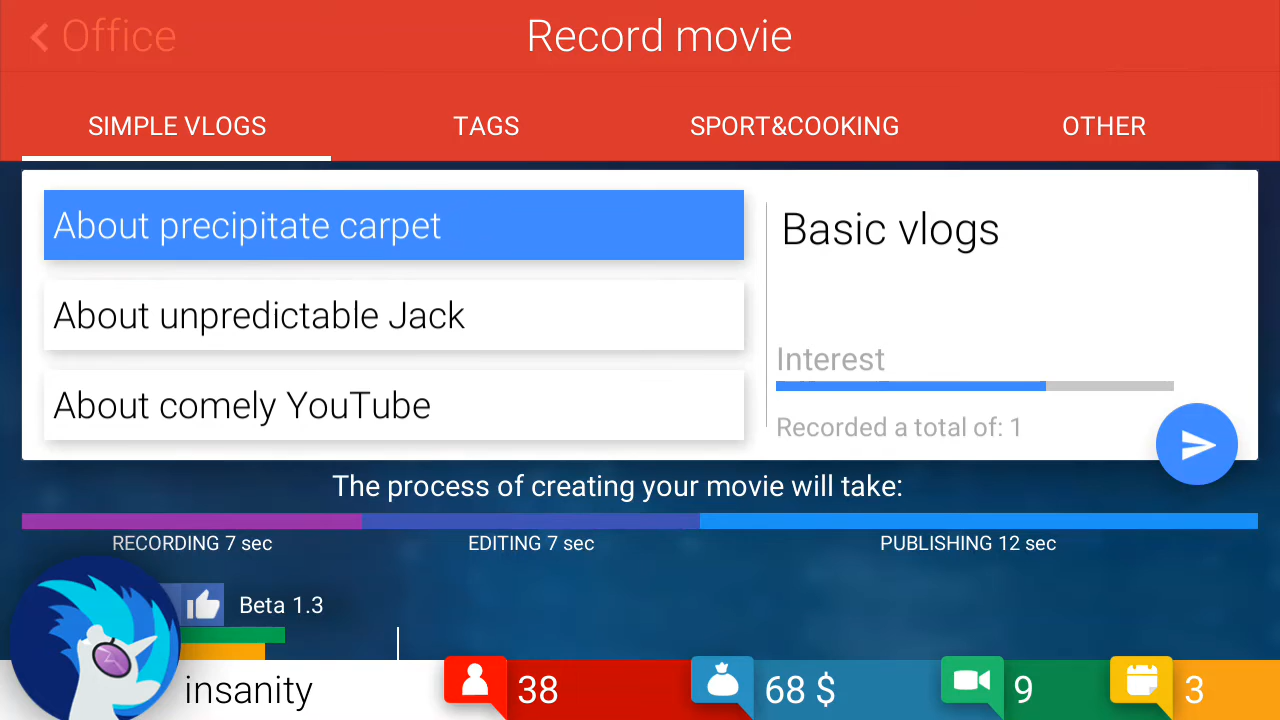 Office
Record movie
SIMPLE VLOGS TAGS SPORT&COOKING OTHER
About precipitate carpet
About unpredictable Jack
About comely YouTube
Basic vlogs
Interest
Recorded a total of: 1
The process of creating your movie will take:
RECORDING 7 sec EDITING 7 sec PUBLISHING 12 sec
Beta 1.3
insanity 38 68 $ 9 3